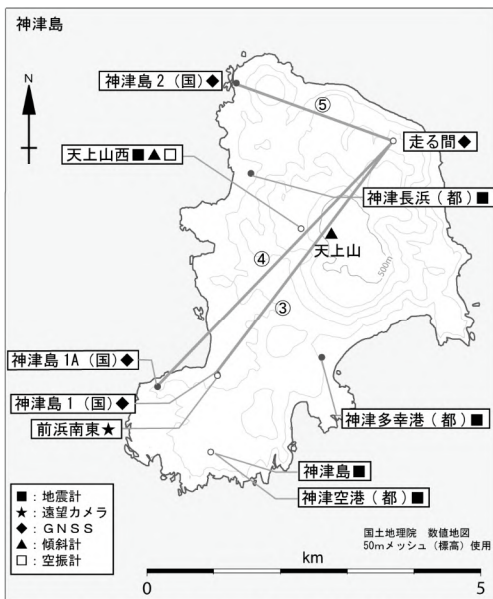 神津島
N
神津島2（国）◆
⑤
走る間◆
天上山西■▲□
神津長浜（都）■
天上山
500m
④
③
神津島1A（国）◆
神津島1（国）◆
前浜南東★
神津多幸港（都）■
神津島■
神津空港（都）■
■：地震計
★：遠望カメラ
◆：GNSS
▲：傾斜計
□：空振計
国土地理院　数値地図
50mメッシュ（標高）使用
km
0
5